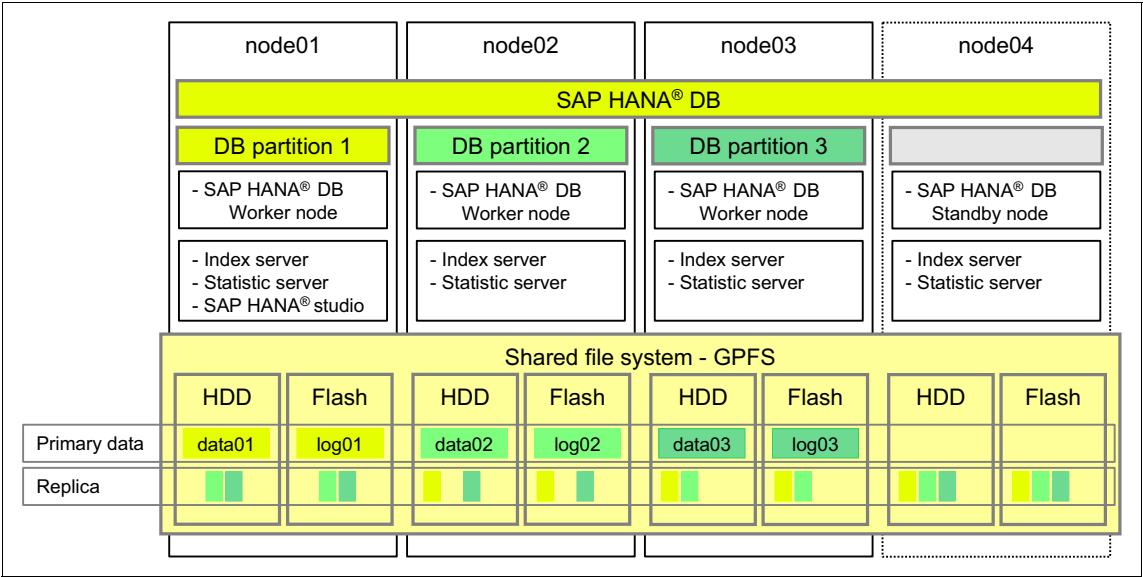 node01
node02
node03
node04
SAP HANA® DB
DB partition 1
DB partition 2
DB partition 3
- SAP HANA® DB
Worker node
- SAP HANA® DB
Worker node
- SAP HANA® DB
Worker node
- SAP HANA® DB
Standby node
- Index server
- Statistic server
- SAP HANA® studio
- Index server
- Statistic server
- Index server
- Statistic server
- Index server
- Statistic server
Shared file system - GPFS
HDD
Flash
HDD
Flash
HDD
Flash
HDD
Flash
Primary data
data01
log01
data02
log02
data03
log03
Replica